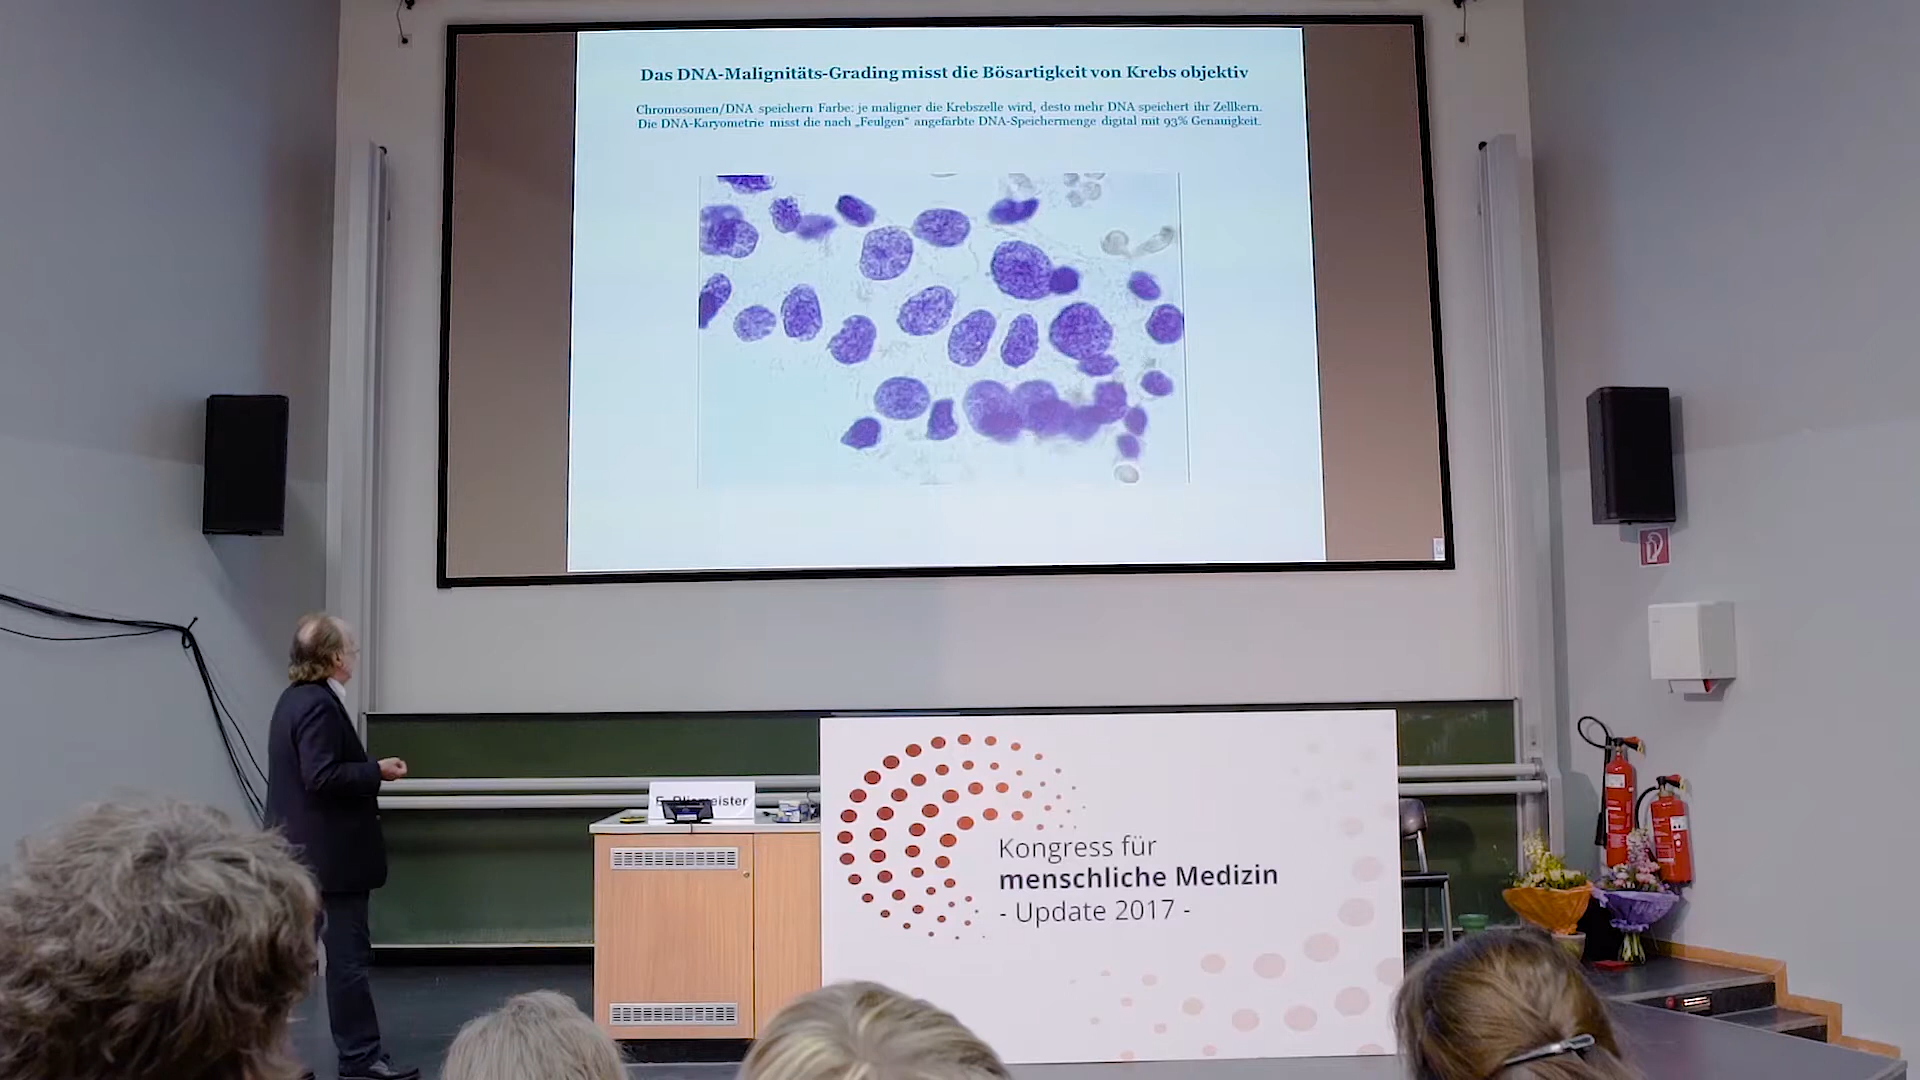 Das DNA-Malignitäts-Grading misst die Bösartigkeit von Krebs objektiv
Chromosomen/DNA speichern Farbe: je maligner die Krebszelle wird, desto mehr DNA speichert ihr Zellkern.
Die DNA-Karyometrie misst die nach „Feulgen“ angefärbte DNA-Speichermenge digital mit 93% Genauigkeit.
Kongress für
menschliche Medizin
- Update 2017 -